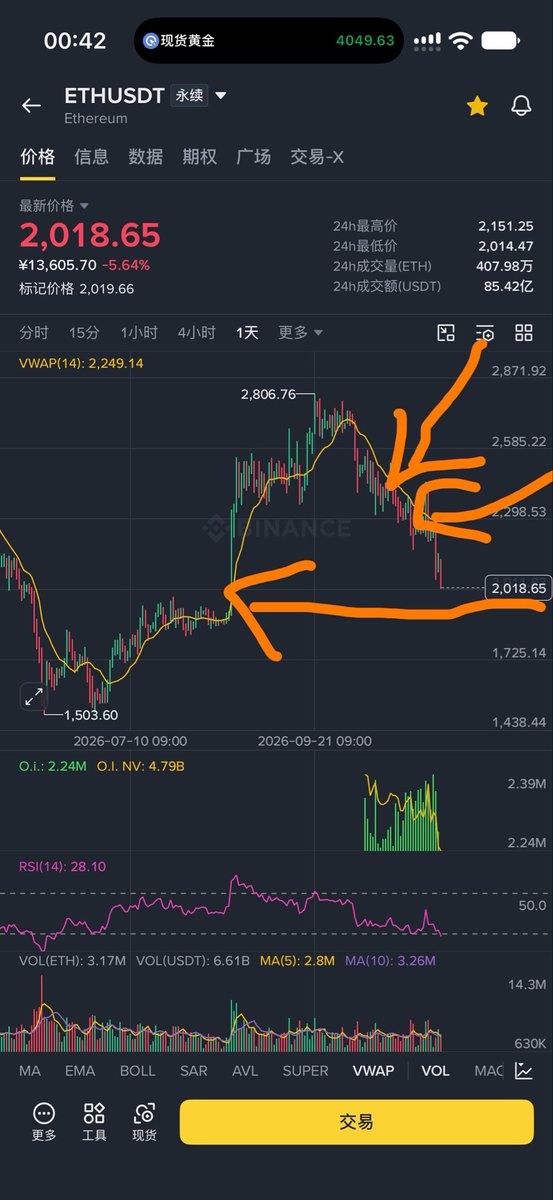 00:42
现货黄金
4049.63
ETHUSDT 永续
Ethereum
价格 信息 数据 期权 广场 交易-X
最新价格
2,018.65
¥13,605.70 -5.64%
标记价格 2,019.66
24h最高价 2,151.25
24h最低价 2,014.47
24h成交量(ETH) 407.98万
24h成交额(USDT) 85.42亿
分时 15分 1小时 4小时 1天 更多
VWAP(14): 2,249.14
2,871.92
2,806.76
2,585.22
2,298.53
BINANCE
2,018.65
1,725.14
1,503.60
1,438.44
2026-07-10 09:00 2026-09-21 09:00
O.i.: 2.24M O.I. NV: 4.79B
2.39M
2.24M
RSI(14): 28.10
50.0
VOL(ETH): 3.17M VOL(USDT): 6.61B MA(5): 2.8M MA(10): 3.26M
14.3M
630K
MA EMA BOLL SAR AVL SUPER VWAP VOL MAC
更多 工具 现货 交易